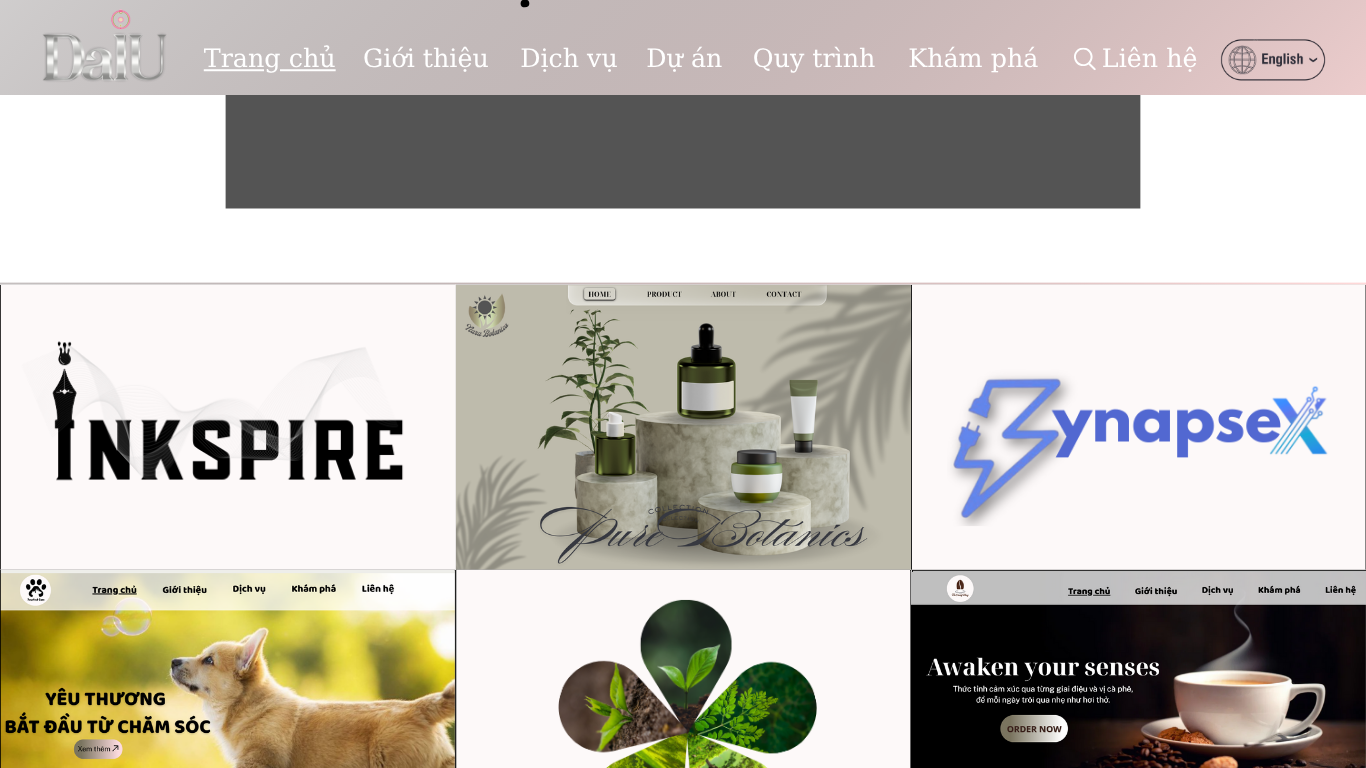 DaiU
Trang chủ
Giới thiệu
Dịch vụ
Dự án
Quy trình
Khám phá
Liên hệ
English
INKSPIRE
HOME
PRODUCT
ABOUT
CONTACT
Nara Botanics
COLLECTION
Pure Botanics
SynapseX
Trang chủ
Giới thiệu
Dịch vụ
Khám phá
Liên hệ
YÊU THƯƠNG
BẮT ĐẦU TỪ CHĂM SÓC
Xem thêm
Trang chủ
Giới thiệu
Dịch vụ
Khám phá
Liên hệ
Awaken your senses
Thức tỉnh cảm xúc qua từng giai điệu và vị cà phê,
để mỗi ngày trôi qua nhẹ như hơi thở.
ORDER NOW